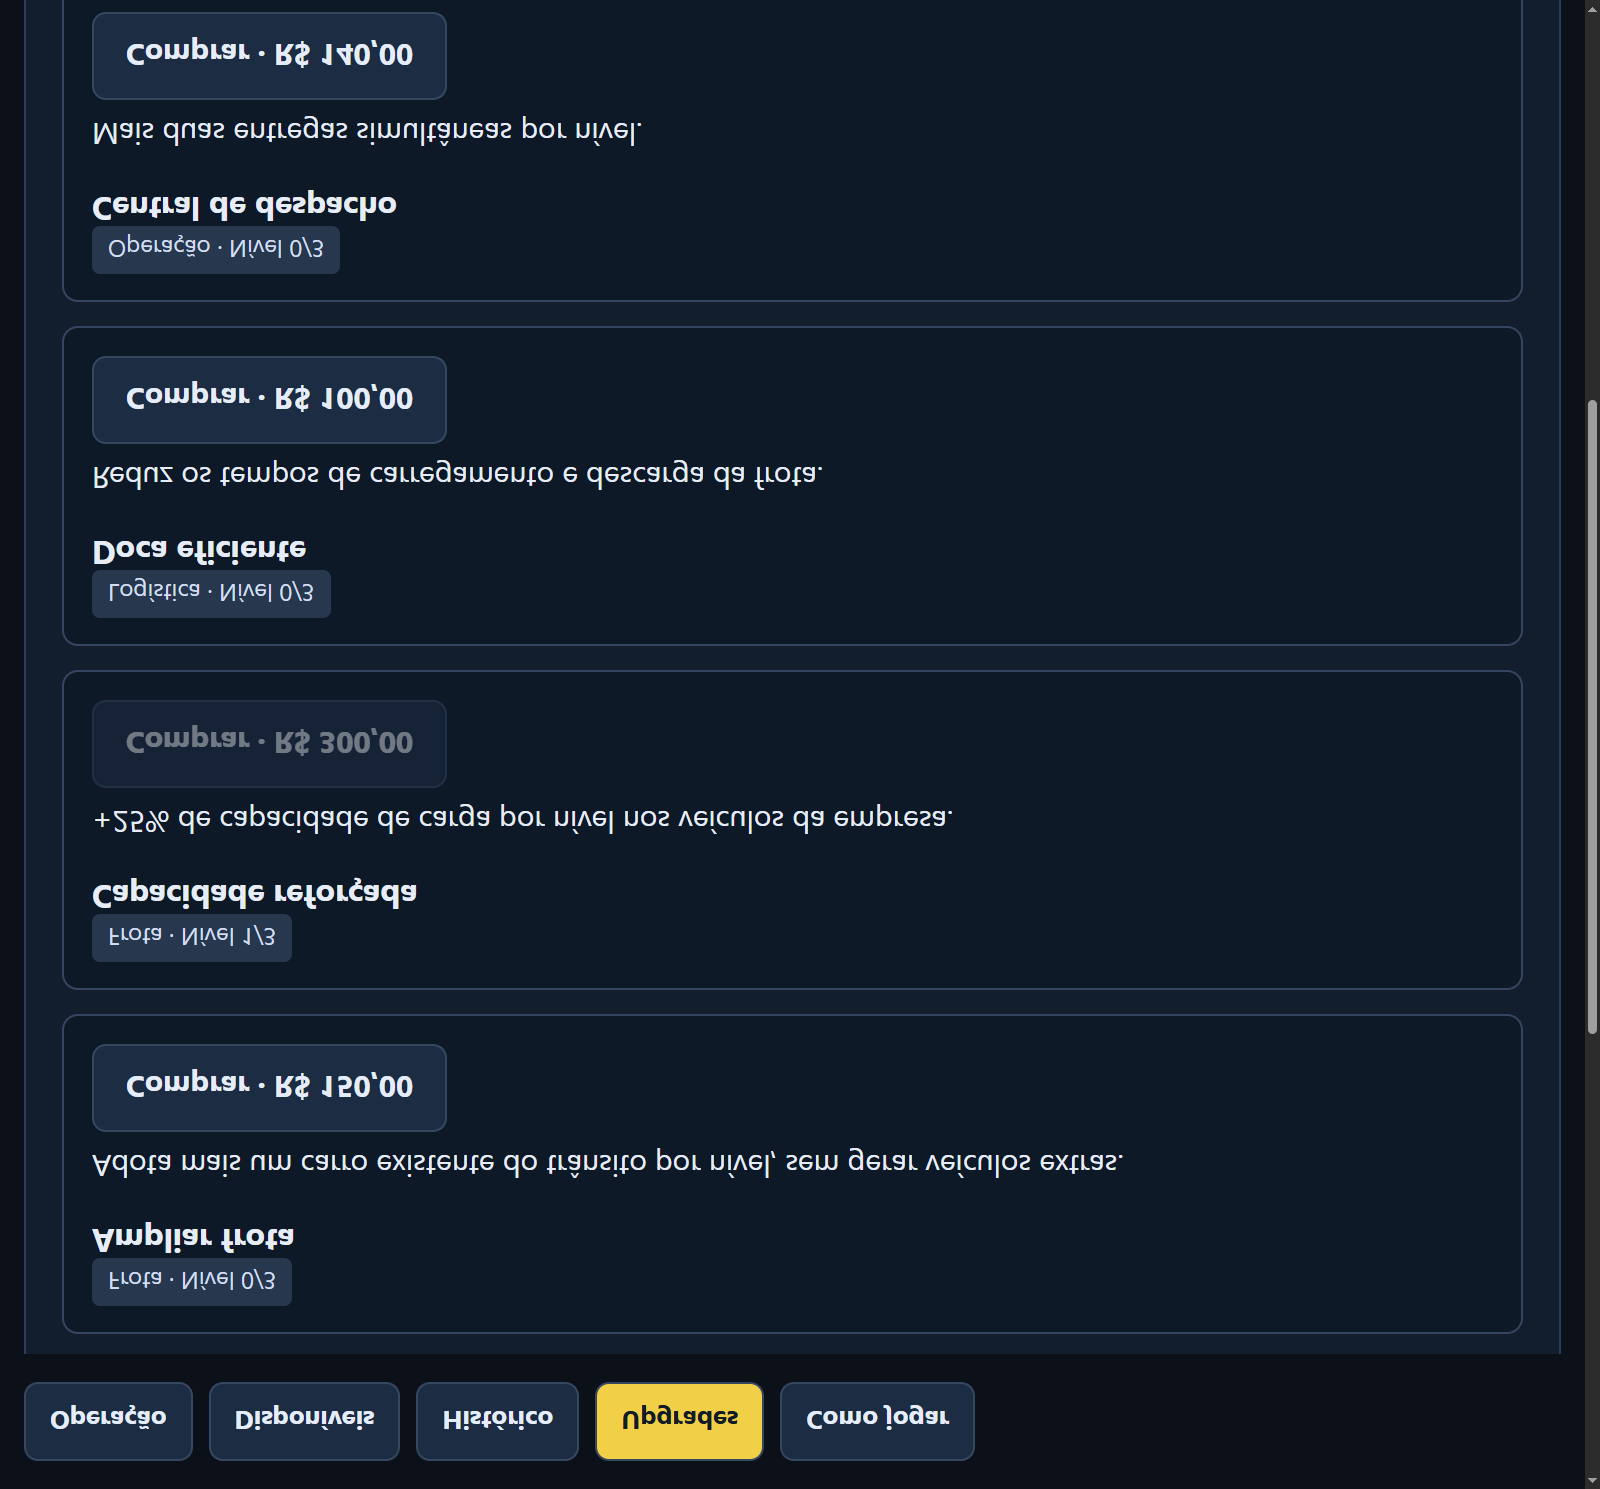 Operação Disponíveis Histórico Upgrades Como jogar
Frota · Nível 0/3
Ampliar frota
Adota mais um carro existente do trânsito por nível, sem gerar veículos extras.
Comprar · R$ 150,00
Frota · Nível 1/3
Capacidade reforçada
+25% de capacidade de carga por nível nos veículos da empresa.
Comprar · R$ 300,00
Logística · Nível 0/3
Doca eficiente
Reduz os tempos de carregamento e descarga da frota.
Comprar · R$ 100,00
Operação · Nível 0/3
Central de despacho
Mais duas entregas simultâneas por nível.
Comprar · R$ 140,00